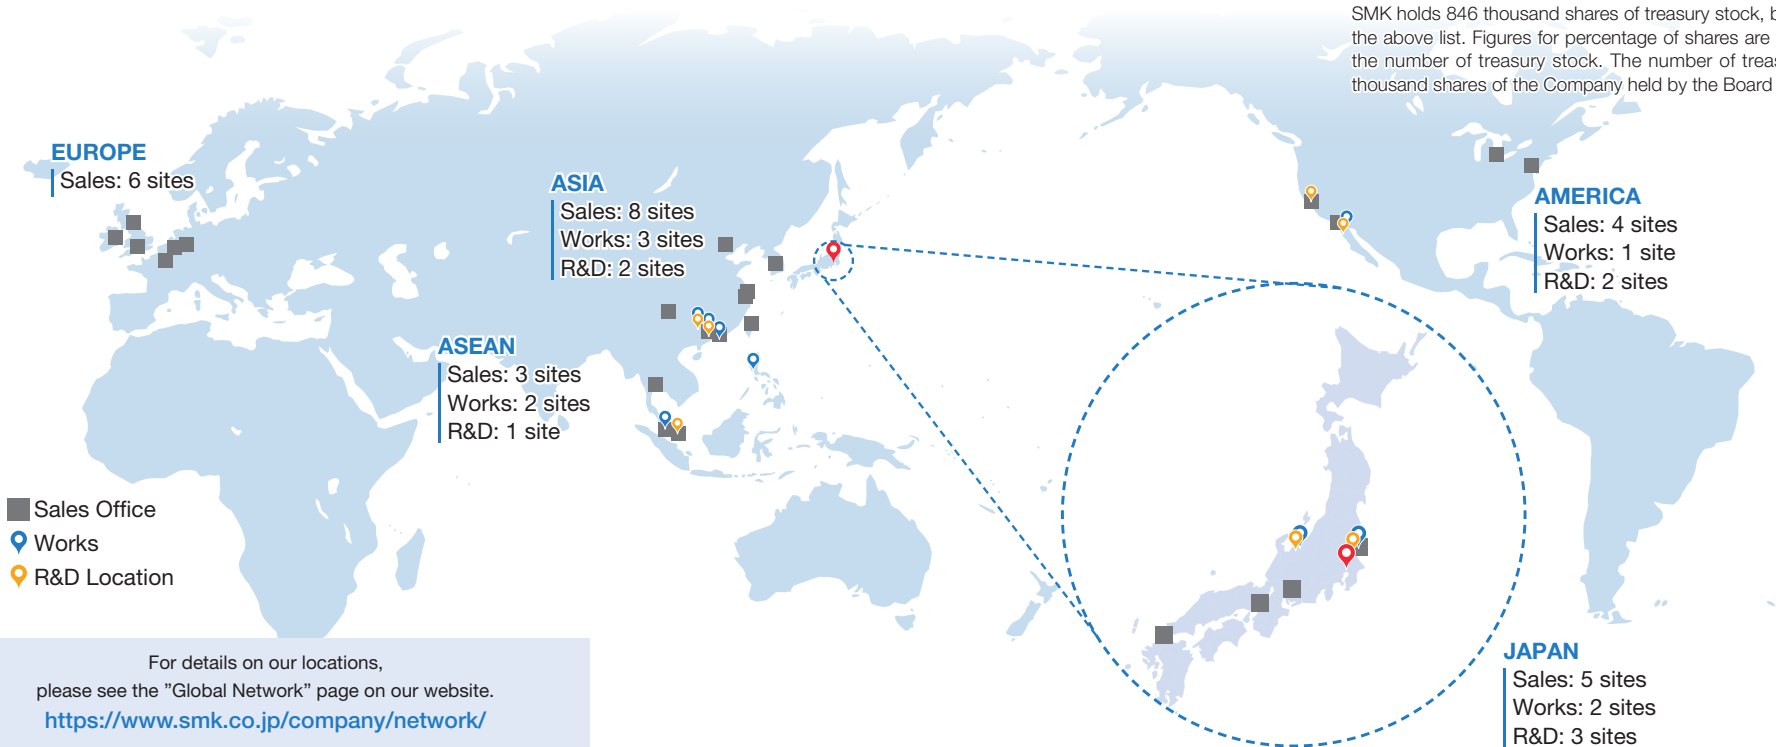 SMK holds 846 thousand shares of treasury stock,
the above list. Figures for percentage of shares are
the number of treasury stock. The number of
thousand shares of the Company held by the Board
EUROPE
Sales: 6 sites
ASIA
Sales: 8 sites
Works: 3 sites
R&D: 2 sites
AMERICA
Sales: 4 sites
Works: 1 site
R&D: 2 sites
ASEAN
Sales: 3 sites
Works: 2 sites
R&D: 1 site
Sales Office
Works
R&D Location
For details on our locations,
please see the ”Global Network” page on our website.
https://www.smk.co.jp/company/network/
JAPAN
Sales: 5 sites
Works: 2 sites
R&D: 3 sites